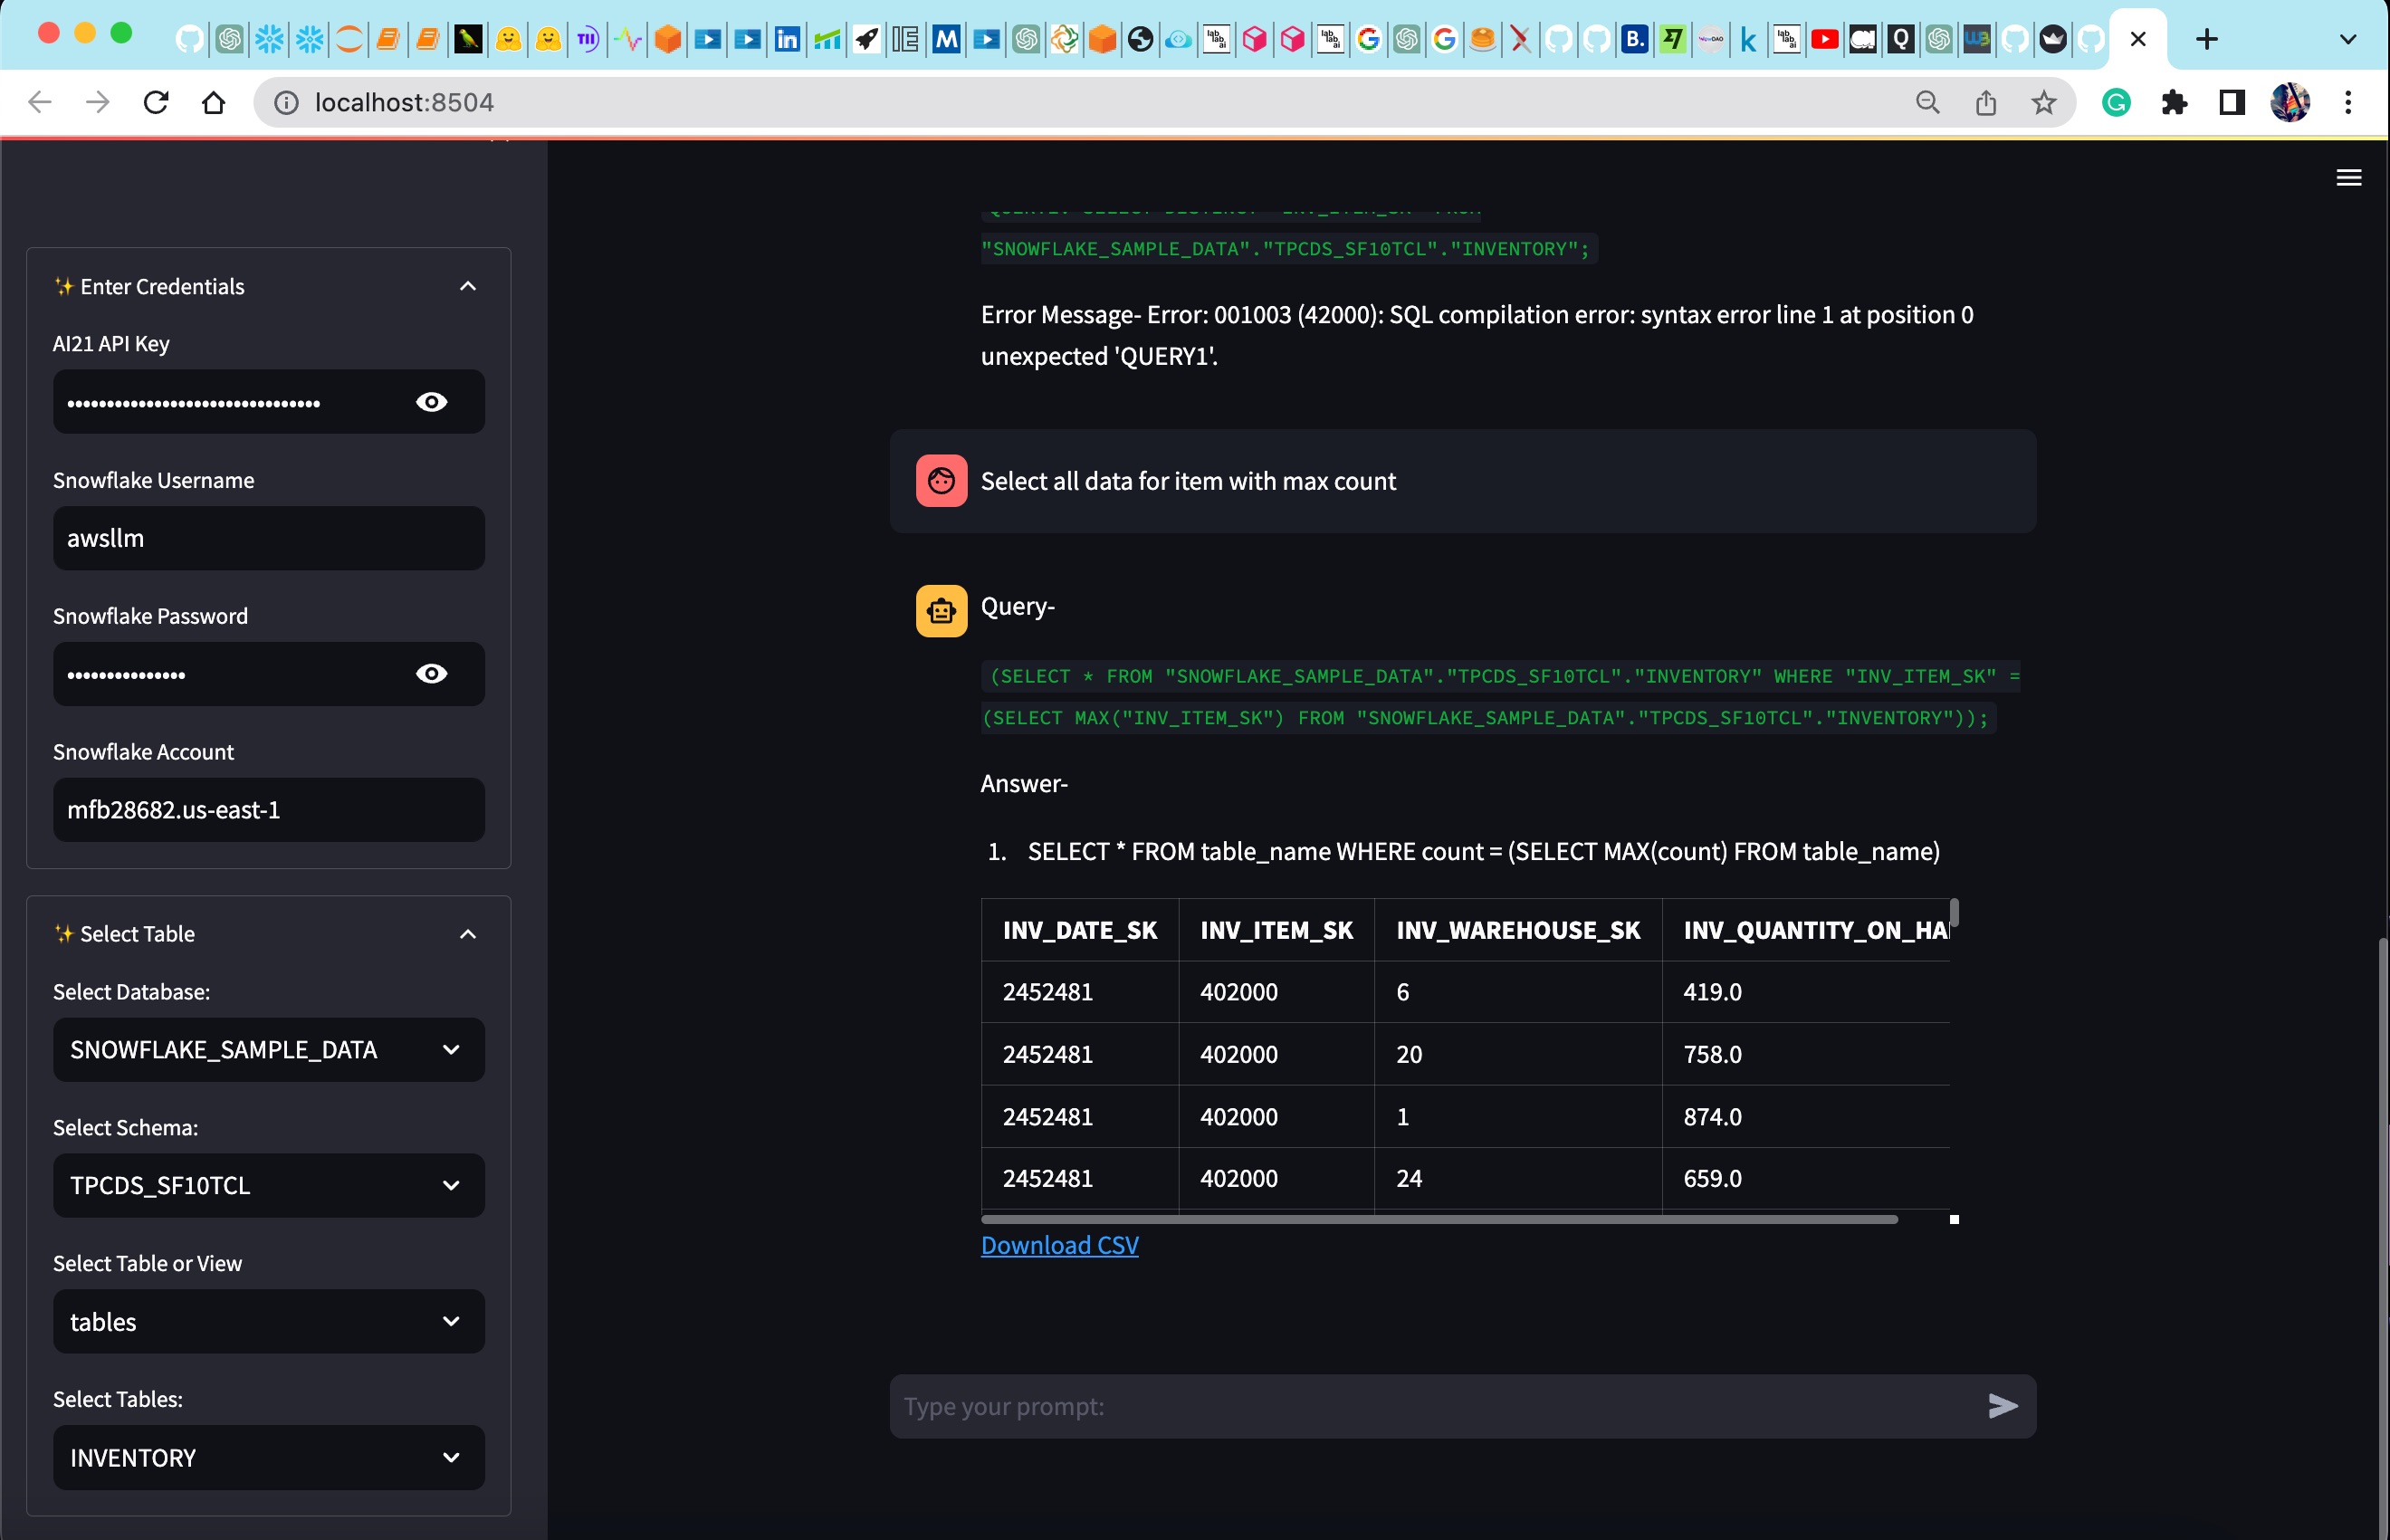 localhost:8504
✨ Enter Credentials
AI21 API Key
Snowflake Username
awsllm
Snowflake Password
Snowflake Account
mfb28682.us-east-1
✨ Select Table
Select Database:
SNOWFLAKE_SAMPLE_DATA
Select Schema:
TPCDS_SF10TCL
Select Table or View
tables
Select Tables:
INVENTORY
"SNOWFLAKE_SAMPLE_DATA"."TPCDS_SF10TCL"."INVENTORY";
Error Message- Error: 001003 (42000): SQL compilation error: syntax error line 1 at position 0
unexpected 'QUERY1'.
Select all data for item with max count
Query-
(SELECT * FROM "SNOWFLAKE_SAMPLE_DATA"."TPCDS_SF10TCL"."INVENTORY" WHERE "INV_ITEM_SK" =
(SELECT MAX("INV_ITEM_SK") FROM "SNOWFLAKE_SAMPLE_DATA"."TPCDS_SF10TCL"."INVENTORY"));
Answer-
1. SELECT * FROM table_name WHERE count = (SELECT MAX(count) FROM table_name)
INV_DATE_SK INV_ITEM_SK INV_WAREHOUSE_SK INV_QUANTITY_ON_HA
2452481 402000 6 419.0
2452481 402000 20 758.0
2452481 402000 1 874.0
2452481 402000 24 659.0
Download CSV
Type your prompt: